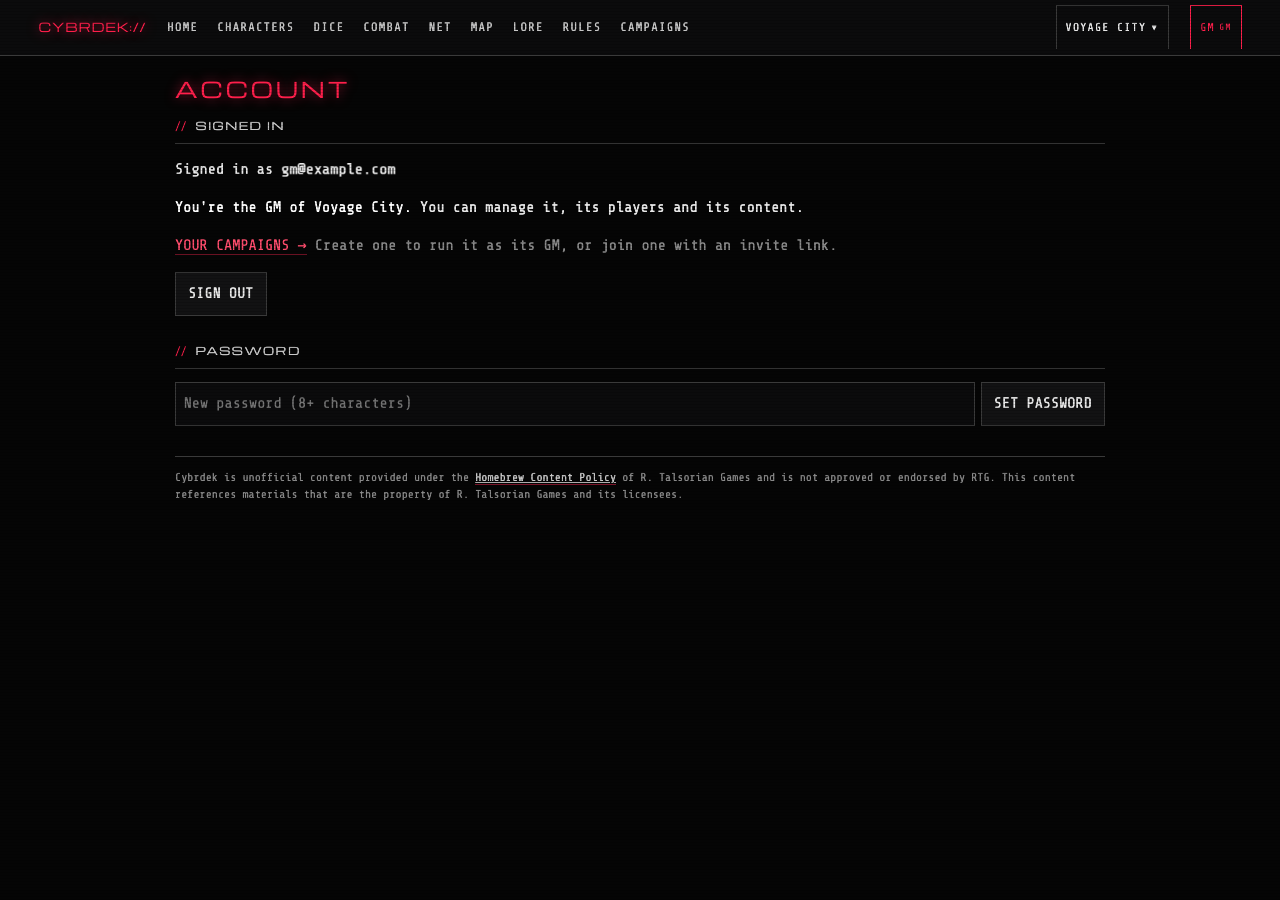 CYBRDEK:// HOME CHARACTERS DICE COMBAT NET MAP LORE RULES CAMPAIGNS VOYAGE CITY ▾ GM GM
ACCOUNT
// SIGNED IN
Signed in as gm@example.com
You're the GM of Voyage City. You can manage it, its players and its content.
YOUR CAMPAIGNS → Create one to run it as its GM, or join one with an invite link.
SIGN OUT
// PASSWORD
New password (8+ characters) SET PASSWORD
Cybrdek is unofficial content provided under the Homebrew Content Policy of R. Talsorian Games and is not approved or endorsed by RTG. This content
references materials that are the property of R. Talsorian Games and its licensees.